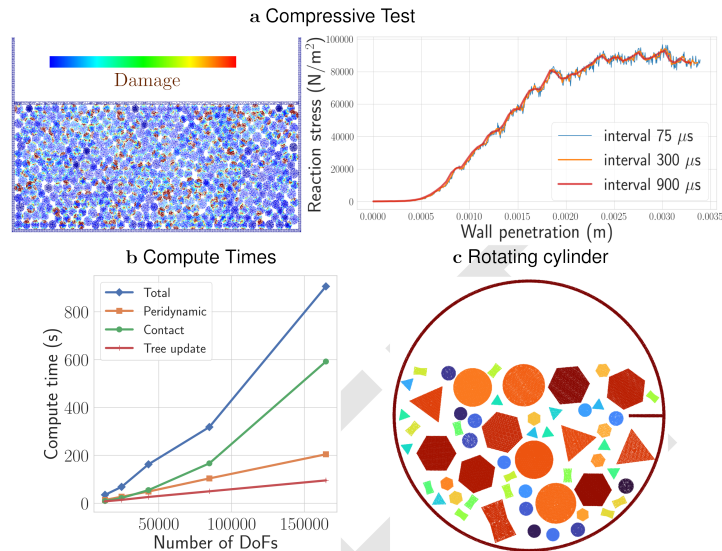 a Compressive Test
Damage
Reaction stress (N/m²)
100000
80000
60000
40000
20000
0
interval 75 μs
interval 300 μs
interval 900 μs
0.0000 0.0005 0.0010 0.0015 0.0020 0.0025 0.0030 0.0035
Wall penetration (m)
b Compute Times
Compute time (s)
800
600
400
200
0
Total
Peridynamic
Contact
Tree update
50000 100000 150000
Number of DoFs
c Rotating cylinder